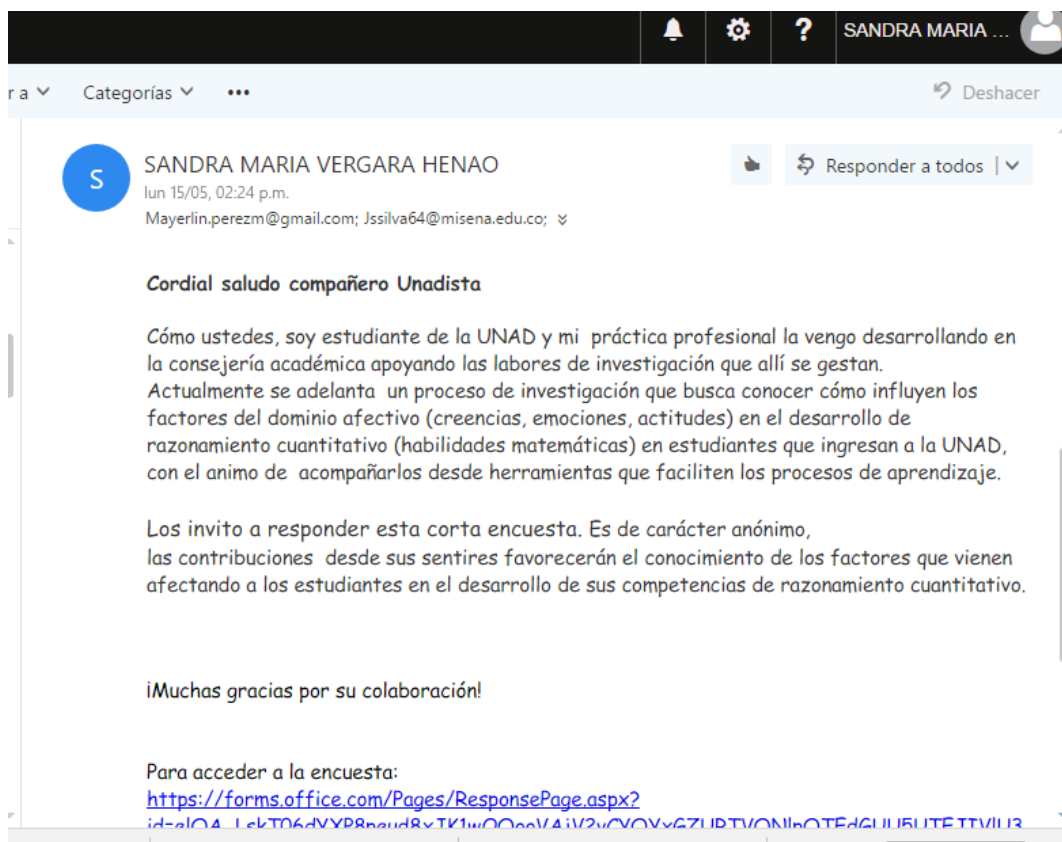 SANDRA MARIA ...
r a
Categorías
Deshacer
S
SANDRA MARIA VERGARA HENAO
Responder a todos
lun 15/05, 02:24 p.m.
Mayerlin.perezm@gmail.com; Jssilva64@misena.edu.co;
Cordial saludo compañero Unadista
Cómo ustedes, soy estudiante de la UNAD y mi práctica profesional la vengo desarrollando en
la consejería académica apoyando las labores de investigación que allí se gestan.
Actualmente se adelanta un proceso de investigación que busca conocer cómo influyen los
factores del dominio afectivo (creencias, emociones, actitudes) en el desarrollo de
razonamiento cuantitativo (habilidades matemáticas) en estudiantes que ingresan a la UNAD,
con el animo de acompañarlos desde herramientas que faciliten los procesos de aprendizaje.
Los invito a responder esta corta encuesta. Es de carácter anónimo,
las contribuciones desde sus sentires favorecerán el conocimiento de los factores que vienen
afectando a los estudiantes en el desarrollo de sus competencias de razonamiento cuantitativo.
¡Muchas gracias por su colaboración!
Para acceder a la encuesta:
https://forms.office.com/Pages/ResponsePage.aspx?